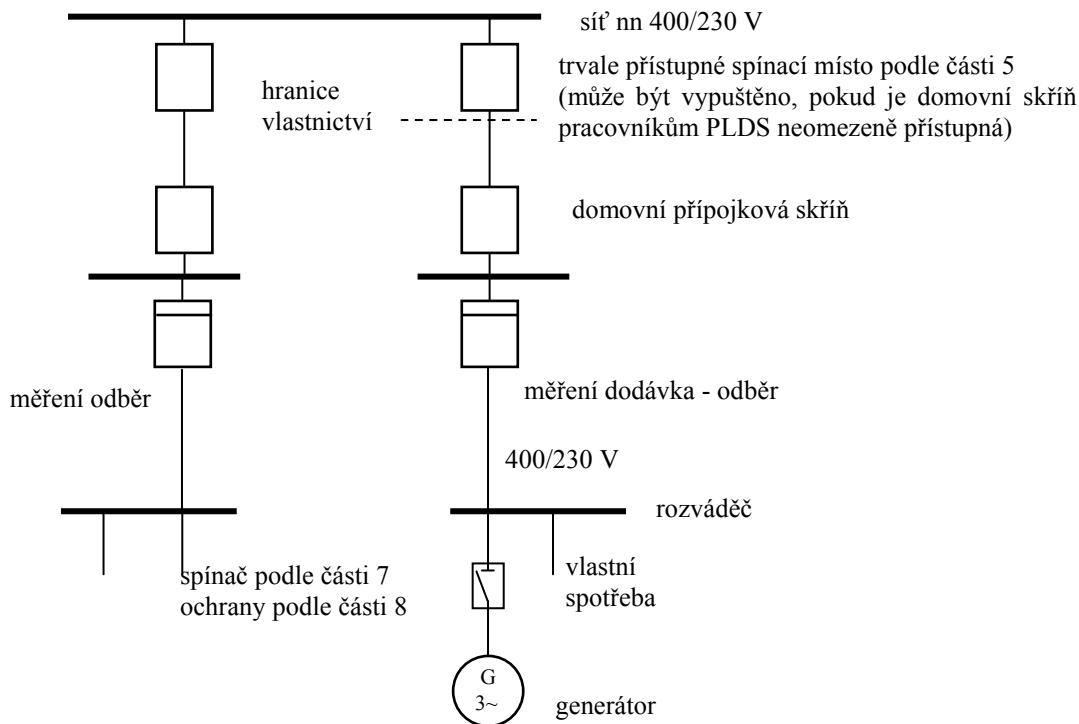 síť nn 400/230 V
trvale přístupné spínací místo podle části 5
(může být vypuštěno, pokud je domovní skříň
pracovníkům PLDS neomezeně přístupná)
hranice
vlastnictví
domovní přípojková skříň
měření odběr
měření dodávka - odběr
400/230 V
rozváděč
spínač podle části 7
ochrany podle části 8
vlastní
spotřeba
G
3~
generátor